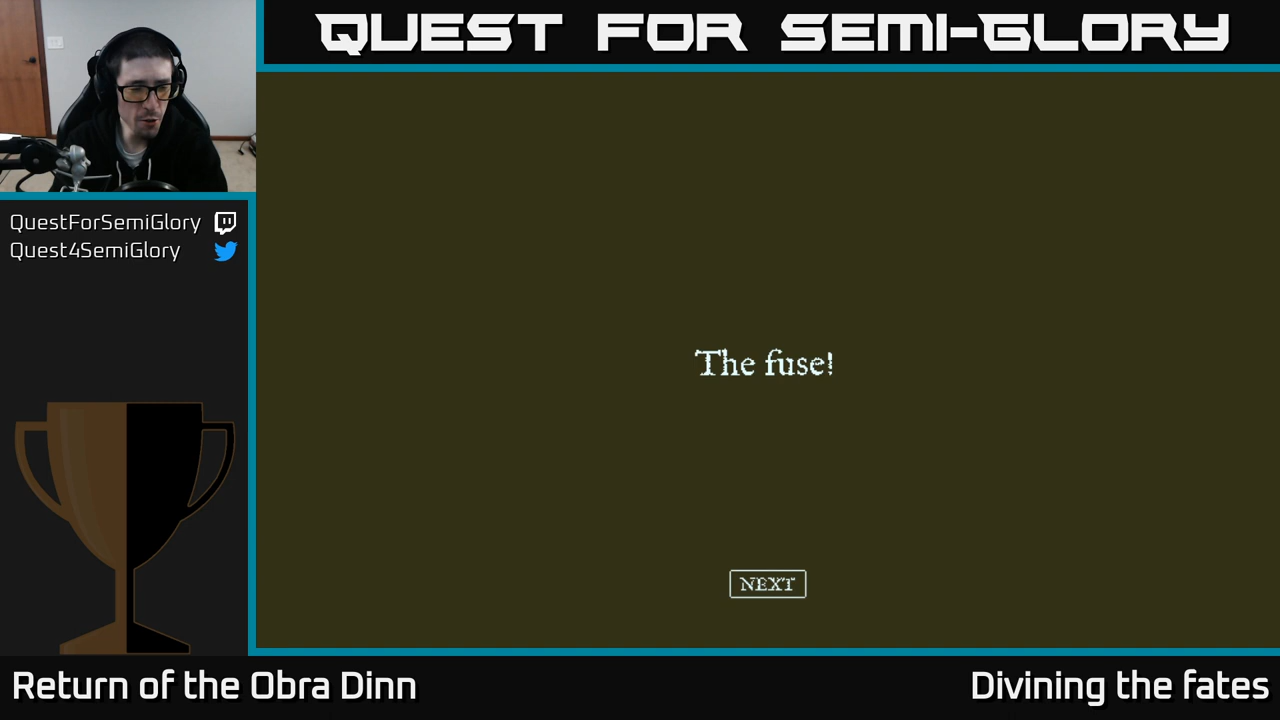 QUEST FOR SEMI-GLORY
QuestForSemiGlory
Quest4SemiGlory
The fuse!
NEXT
Return of the Obra Dinn
Divining the fates